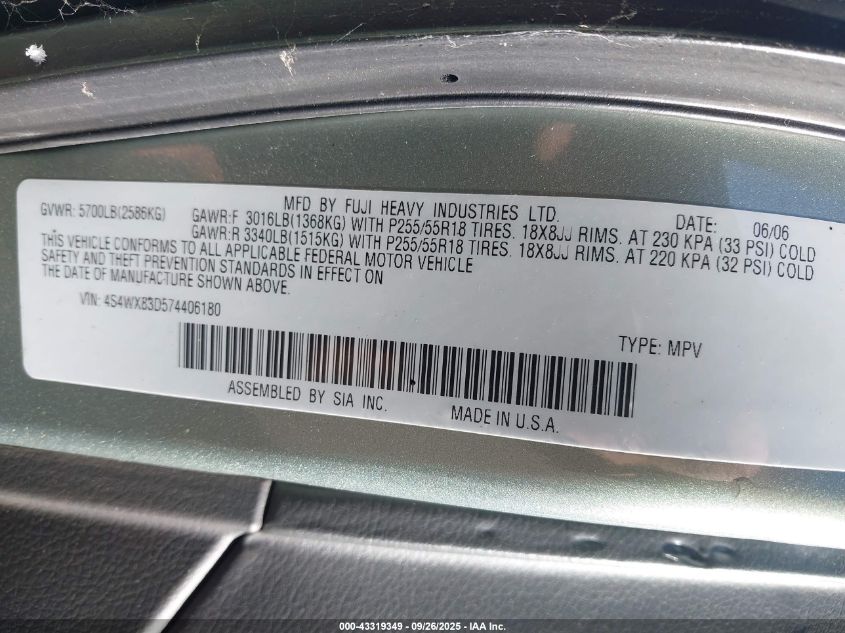 MFD BY FUJI HEAVY INDUSTRIES LTD. DATE: 06/06
GVWR: 5700LB(2586KG) GAWR:F 3016LB(1368KG) WITH P255/55R18 TIRES. 18X8JJ RIMS. AT 230 KPA (33 PSI) COLD
GAWR:R 3340LB(1515KG) WITH P255/55R18 TIRES. 18X8JJ RIMS. AT 220 KPA (32 PSI) COLD
THIS VEHICLE CONFORMS TO ALL APPLICABLE FEDERAL MOTOR VEHICLE
SAFETY AND THEFT PREVENTION STANDARDS IN EFFECT ON
THE DATE OF MANUFACTURE SHOWN ABOVE.
VIN: 4S4WX83D574406180
TYPE: MPV
ASSEMBLED BY SIA INC. MADE IN U.S.A.
000-43319349 - 09/26/2025 - IAA Inc.